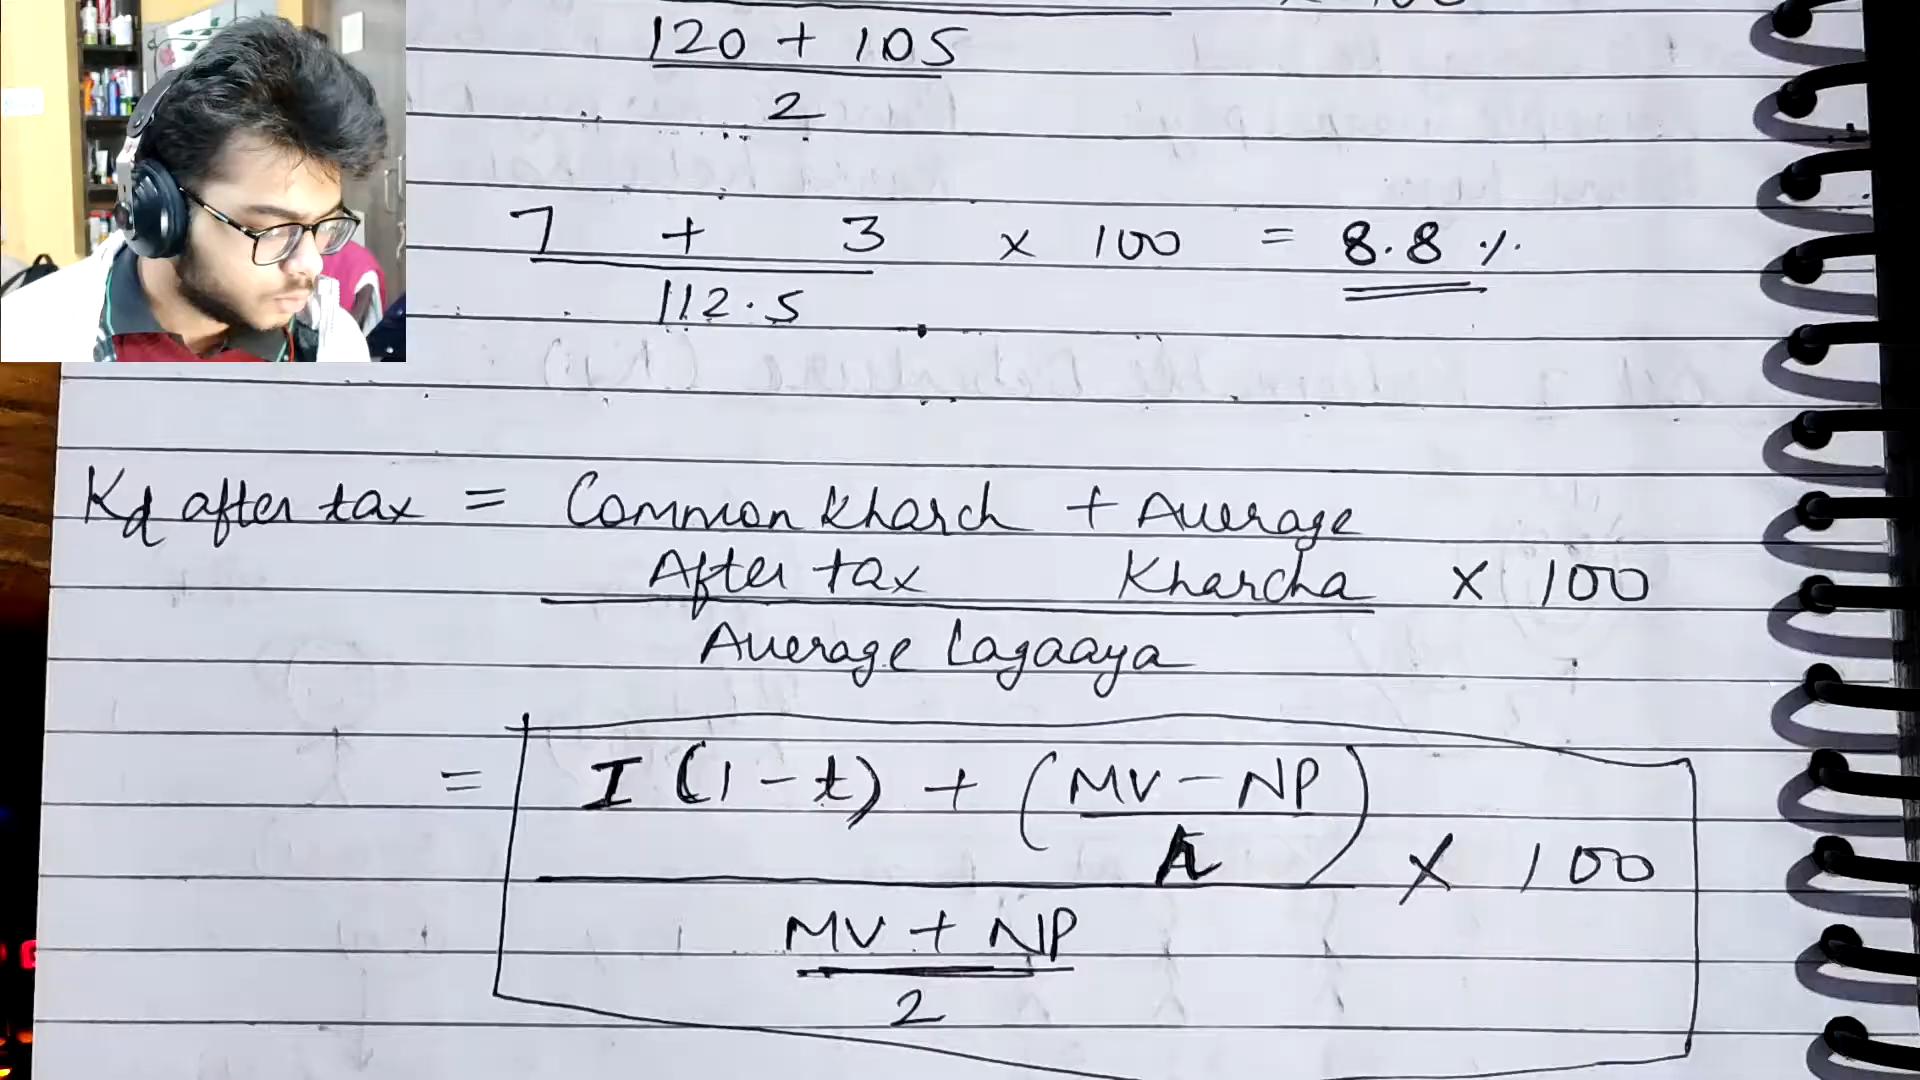 120 + 105
2
7 + 3 x 100 = 8.8 %
112.5
Kd after tax = Common Kharch + Average
After tax Kharcha x 100
Average Lagaaya
= I (1 - t) + (MV - NP)
n x 100
MV + NP
2